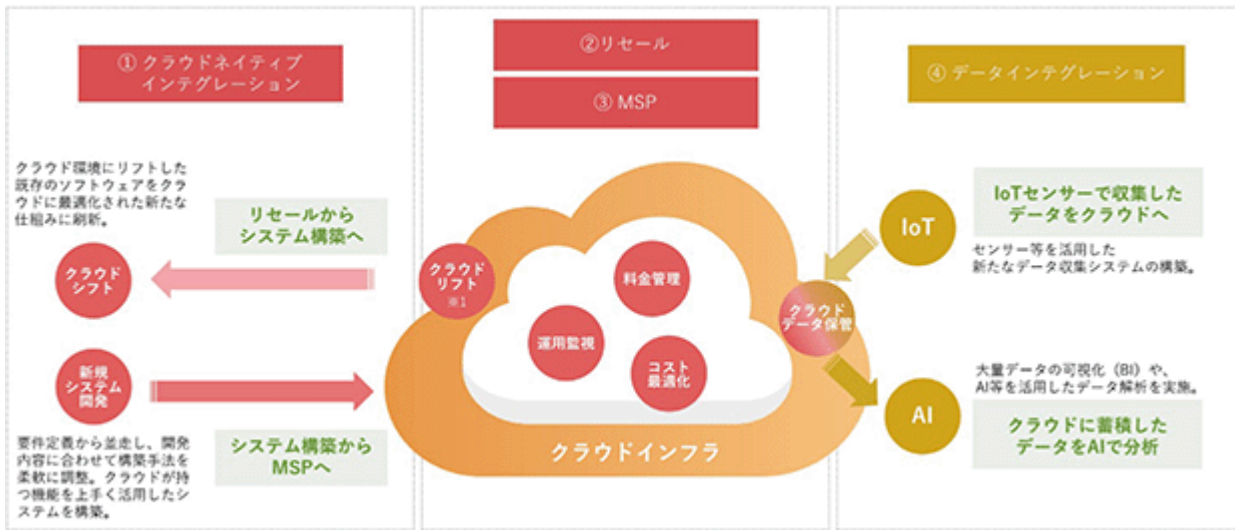 ① クラウドネイティブ
インテグレーション
クラウド環境にリフトした
既存のソフトウェアをクラ
ウドに最適化された新たな
仕組みに刷新。
リセールから
システム構築へ
クラウド
シフト
新規
システム
開発
要件定義から並走し、開発
内容に合わせて構築手法を
柔軟に調整。クラウドが持
つ機能を上手く活用したシ
ステムを構築。
システム構築から
MSPへ
②リセール
③ MSP
クラウド
リフト
※1
料金管理
運用監視
コスト
最適化
クラウド
データ保管
クラウドインフラ
④ データインテグレーション
IoT
IoTセンサーで収集した
データをクラウドへ
センサー等を活用した
新たなデータ収集システムの構築。
大量データの可視化（BI）や、
AI等を活用したデータ解析を実施。
AI
クラウドに蓄積した
データをAIで分析